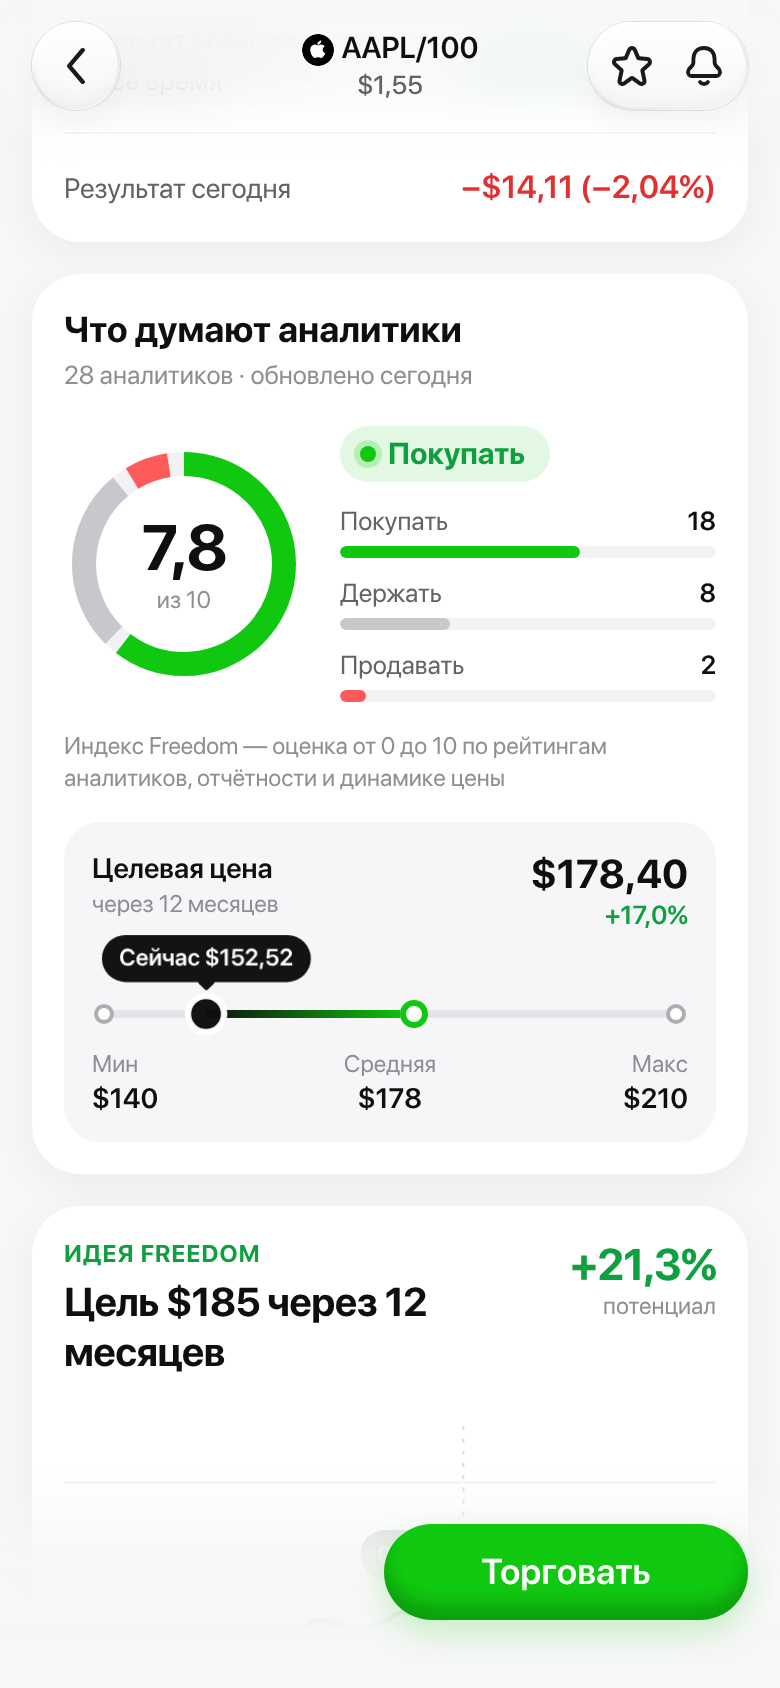 AAPL/100
$1,55
Результат сегодня
−$14,11 (−2,04%)
Что думают аналитики
28 аналитиков · обновлено сегодня
7,8
из 10
Покупать
Покупать 18
Держать 8
Продавать 2
Индекс Freedom — оценка от 0 до 10 по рейтингам
аналитиков, отчётности и динамике цены
Целевая цена
через 12 месяцев
$178,40
+17,0%
Сейчас $152,52
Мин
$140
Средняя
$178
Макс
$210
ИДЕЯ FREEDOM
Цель $185 через 12
месяцев
+21,3%
потенциал
Торговать